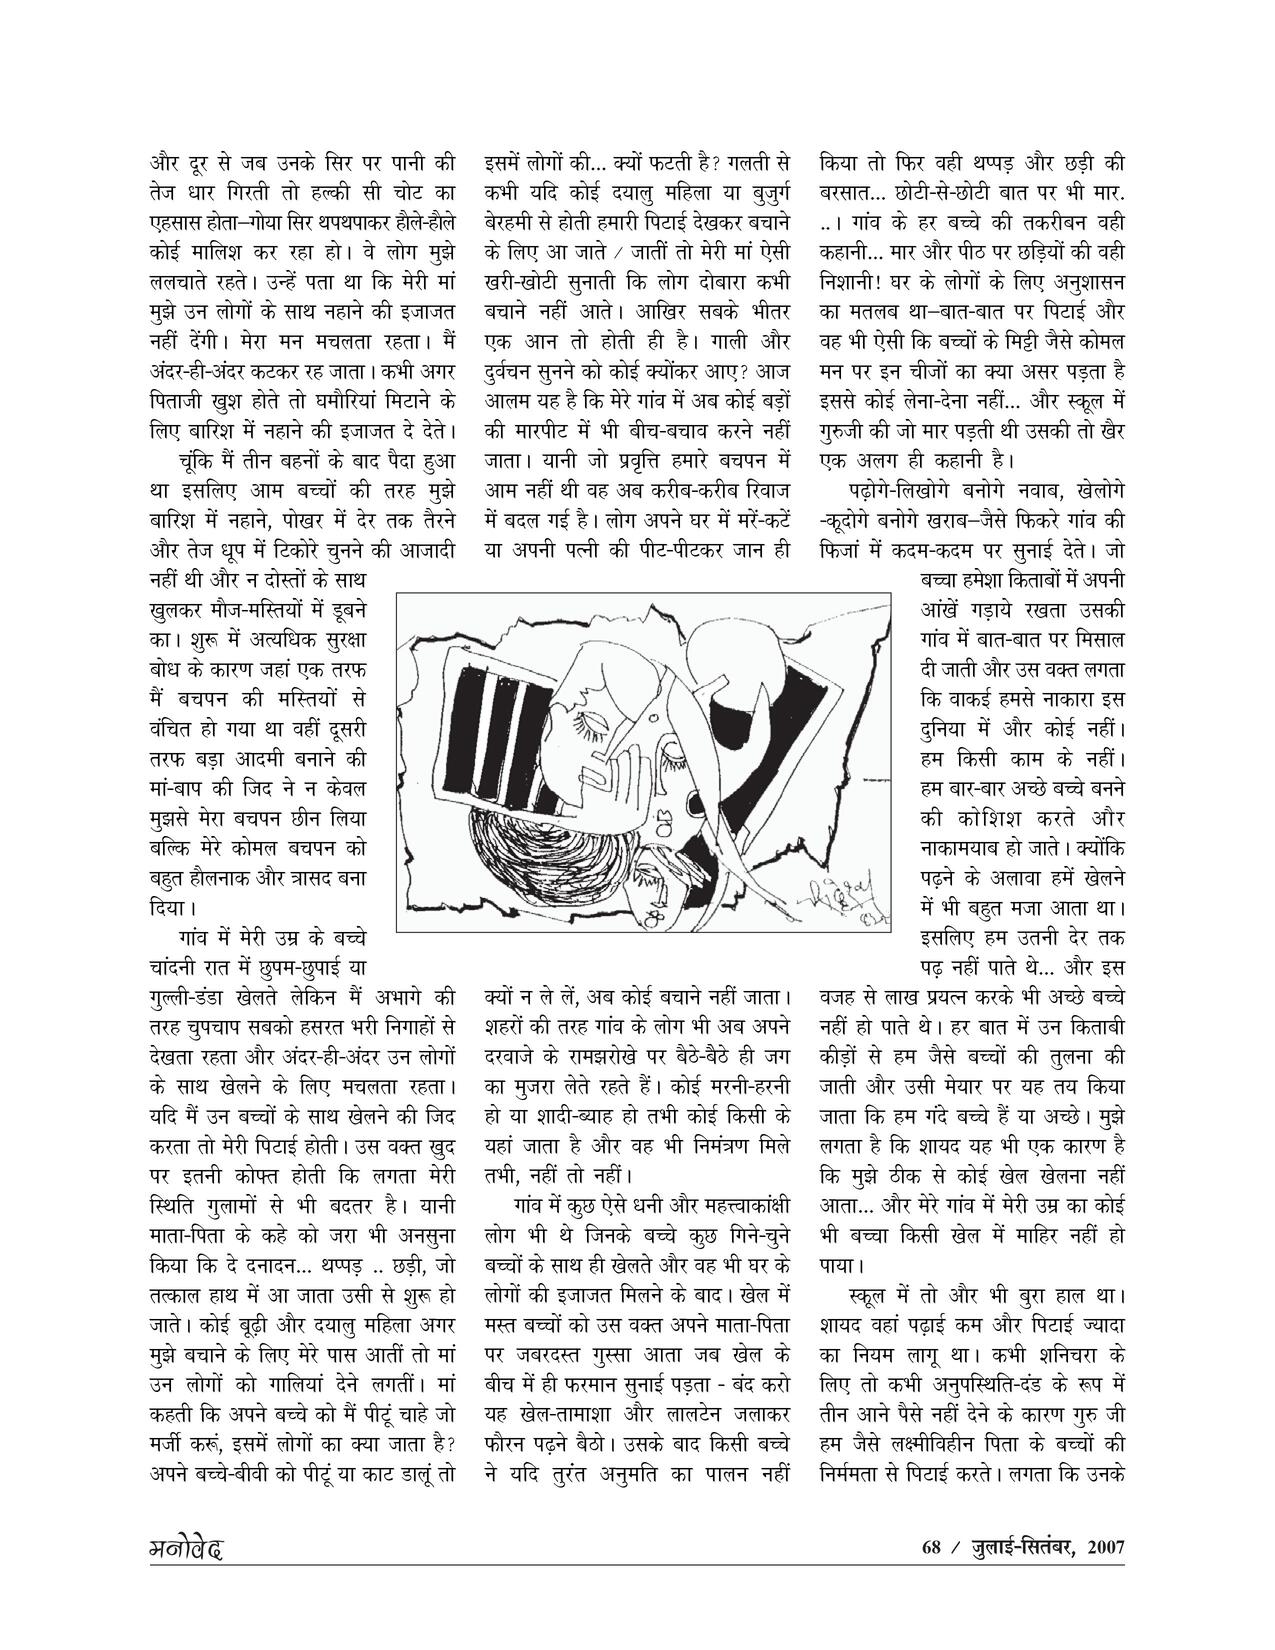 और दूर से जब उनके सिर पर पानी की
तेज धार गिरती तो हल्की सी चोट का
एहसास होता–गोया सिर थपथपाकर हौले-हौले
कोई मालिश कर रहा हो। वे लोग मुझे
ललचाते रहते। उन्हें पता था कि मेरी मां
मुझे उन लोगों के साथ नहाने की इजाजत
नहीं देंगी। मेरा मन मचलता रहता। मैं
अंदर-ही-अंदर कटकर रह जाता। कभी अगर
पिताजी खुश होते तो घमौरियां मिटाने के
लिए बारिश में नहाने की इजाजत दे देते।
चूंकि मैं तीन बहनों के बाद पैदा हुआ
था इसलिए आम बच्चों की तरह मुझे
बारिश में नहाने, पोखर में देर तक तैरने
और तेज धूप में टिकोरे चुनने की आजादी
नहीं थी और न दोस्तों के साथ
खुलकर मौज-मस्तियों में डूबने
का। शुरू में अत्यधिक सुरक्षा
बोध के कारण जहां एक तरफ
मैं बचपन की मस्तियों से
वंचित हो गया था वहीं दूसरी
तरफ बड़ा आदमी बनाने की
मां-बाप की जिद ने न केवल
मुझसे मेरा बचपन छीन लिया
बल्कि मेरे कोमल बचपन को
बहुत हौलनाक और त्रासद बना
दिया।
गांव में मेरी उम्र के बच्चे
चांदनी रात में छुपम-छुपाई या
गुल्ली-डंडा खेलते लेकिन मैं अभागे की
तरह चुपचाप सबको हसरत भरी निगाहों से
देखता रहता और अंदर-ही-अंदर उन लोगों
के साथ खेलने के लिए मचलता रहता।
यदि मैं उन बच्चों के साथ खेलने की जिद
करता तो मेरी पिटाई होती। उस वक्त खुद
पर इतनी कोफ्त होती कि लगता मेरी
स्थिति गुलामों से भी बदतर है। यानी
माता-पिता के कहे को जरा भी अनसुना
किया कि दे दनादन... थप्पड़ .. छड़ी, जो
तत्काल हाथ में आ जाता उसी से शुरू हो
जाते। कोई बूढ़ी और दयालु महिला अगर
मुझे बचाने के लिए मेरे पास आतीं तो मां
उन लोगों को गालियां देने लगतीं। मां
कहती कि अपने बच्चे को मैं पीटूं चाहे जो
मर्जी करूं, इसमें लोगों का क्या जाता है?
अपने बच्चे-बीवी को पीटूं या काट डालूं तो
इसमें लोगों की... क्यों फटती है? गलती से
कभी यदि कोई दयालु महिला या बुजुर्ग
बेरहमी से होती हमारी पिटाई देखकर बचाने
के लिए आ जाते / जातीं तो मेरी मां ऐसी
खरी-खोटी सुनाती कि लोग दोबारा कभी
बचाने नहीं आते। आखिर सबके भीतर
एक आन तो होती ही है। गाली और
दुर्वचन सुनने को कोई क्योंकर आए? आज
आलम यह है कि मेरे गांव में अब कोई बड़ों
की मारपीट में भी बीच-बचाव करने नहीं
जाता। यानी जो प्रवृत्ति हमारे बचपन में
आम नहीं थी वह अब करीब-करीब रिवाज
में बदल गई है। लोग अपने घर में मरें-कटें
या अपनी पत्नी की पीट-पीटकर जान ही
क्यों न ले लें, अब कोई बचाने नहीं जाता।
शहरों की तरह गांव के लोग भी अब अपने
दरवाजे के रामझरोखे पर बैठे-बैठे ही जग
का मुजरा लेते रहते हैं। कोई मरनी-हरनी
हो या शादी-ब्याह हो तभी कोई किसी के
यहां जाता है और वह भी निमंत्रण मिले
तभी, नहीं तो नहीं।
गांव में कुछ ऐसे धनी और महत्त्वाकांक्षी
लोग भी थे जिनके बच्चे कुछ गिने-चुने
बच्चों के साथ ही खेलते और वह भी घर के
लोगों की इजाजत मिलने के बाद। खेल में
मस्त बच्चों को उस वक्त अपने माता-पिता
पर जबरदस्त गुस्सा आता जब खेल के
बीच में ही फरमान सुनाई पड़ता - बंद करो
यह खेल-तामाशा और लालटेन जलाकर
फौरन पढ़ने बैठो। उसके बाद किसी बच्चे
ने यदि तुरंत अनुमति का पालन नहीं
किया तो फिर वही थप्पड़ और छड़ी की
बरसात... छोटी-से-छोटी बात पर भी मार.
..। गांव के हर बच्चे की तकरीबन वही
कहानी... मार और पीठ पर छड़ियों की वही
निशानी! घर के लोगों के लिए अनुशासन
का मतलब था–बात-बात पर पिटाई और
वह भी ऐसी कि बच्चों के मिट्टी जैसे कोमल
मन पर इन चीजों का क्या असर पड़ता है
इससे कोई लेना-देना नहीं... और स्कूल में
गुरुजी की जो मार पड़ती थी उसकी तो खैर
एक अलग ही कहानी है।
पढ़ोगे-लिखोगे बनोगे नवाब, खेलोगे
-कूदोगे बनोगे खराब–जैसे फिकरे गांव की
फिजां में कदम-कदम पर सुनाई देते। जो
बच्चा हमेशा किताबों में अपनी
आंखें गड़ाये रखता उसकी
गांव में बात-बात पर मिसाल
दी जाती और उस वक्त लगता
कि वाकई हमसे नाकारा इस
दुनिया में और कोई नहीं।
हम किसी काम के नहीं।
हम बार-बार अच्छे बच्चे बनने
की कोशिश करते और
नाकामयाब हो जाते। क्योंकि
पढ़ने के अलावा हमें खेलने
में भी बहुत मजा आता था।
इसलिए हम उतनी देर तक
पढ़ नहीं पाते थे... और इस
वजह से लाख प्रयत्न करके भी अच्छे बच्चे
नहीं हो पाते थे। हर बात में उन किताबी
कीड़ों से हम जैसे बच्चों की तुलना की
जाती और उसी मेयार पर यह तय किया
जाता कि हम गंदे बच्चे हैं या अच्छे। मुझे
लगता है कि शायद यह भी एक कारण है
कि मुझे ठीक से कोई खेल खेलना नहीं
आता... और मेरे गांव में मेरी उम्र का कोई
भी बच्चा किसी खेल में माहिर नहीं हो
पाया।
स्कूल में तो और भी बुरा हाल था।
शायद वहां पढ़ाई कम और पिटाई ज्यादा
का नियम लागू था। कभी शनिचरा के
लिए तो कभी अनुपस्थिति-दंड के रूप में
तीन आने पैसे नहीं देने के कारण गुरु जी
हम जैसे लक्ष्मीविहीन पिता के बच्चों की
निर्ममता से पिटाई करते। लगता कि उनके
मनोवेद
68 / जुलाई-सितंबर, 2007